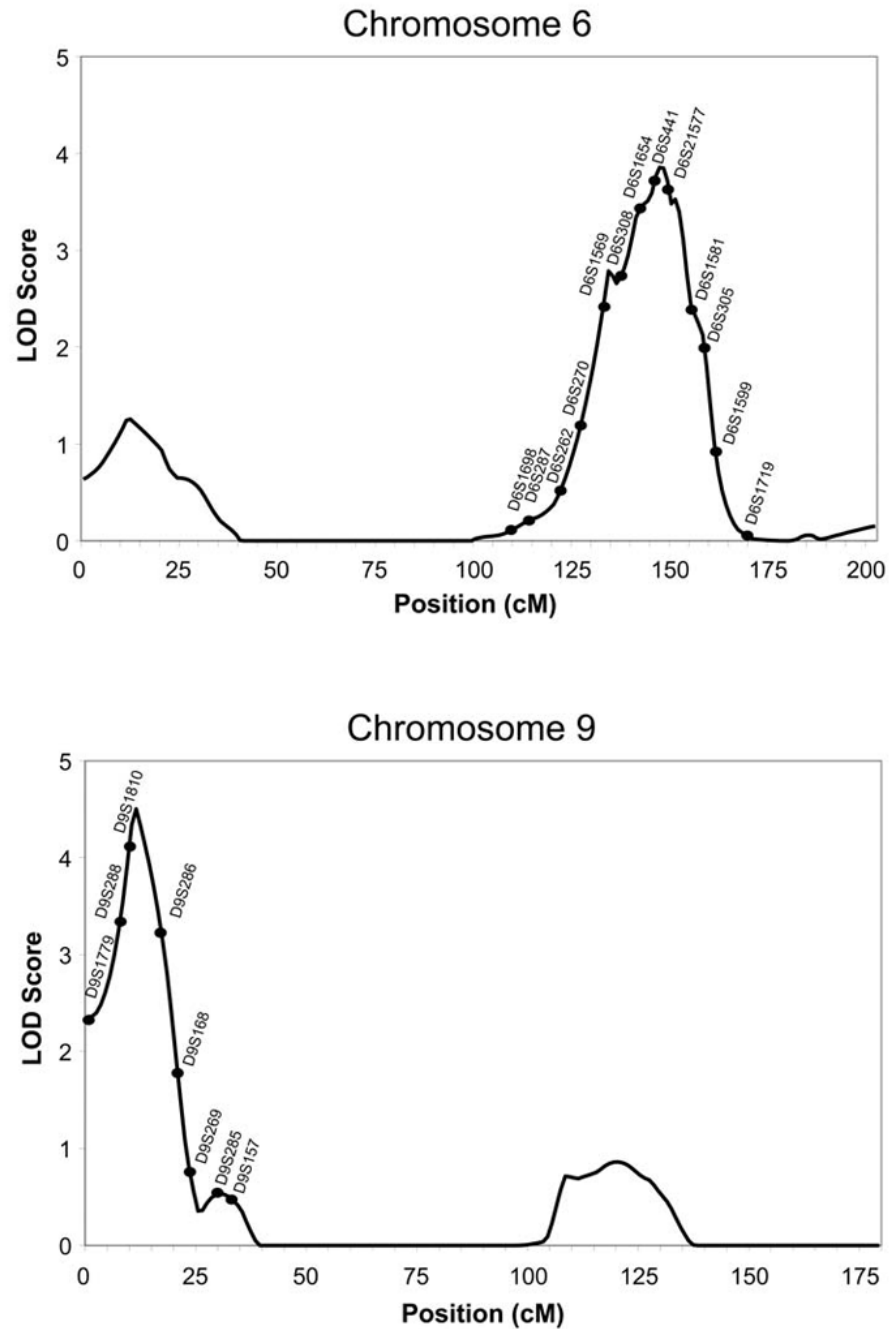 Chromosome 6
LOD Score
5
4
3
2
1
0
D6S1698
D6S287
D6S262
D6S270
D6S1569
D6S308
D6S1654
D6S441
D6S21577
D6S1581
D6S305
D6S1599
D6S1719
0 25 50 75 100 125 150 175 200
Position (cM)
Chromosome 9
LOD Score
5
4
3
2
1
0
D9S1779
D9S288
D9S1810
D9S286
D9S168
D9S269
D9S285
D9S157
0 25 50 75 100 125 150 175
Position (cM)